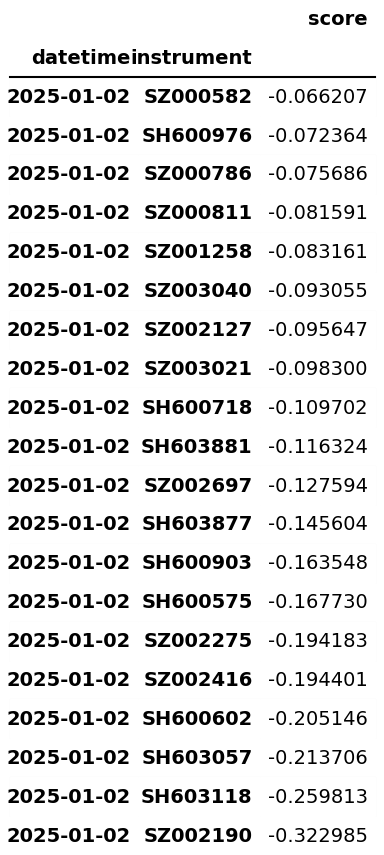 score
datetime instrument
2025-01-02 SZ000582 -0.066207
2025-01-02 SH600976 -0.072364
2025-01-02 SZ000786 -0.075686
2025-01-02 SZ000811 -0.081591
2025-01-02 SZ001258 -0.083161
2025-01-02 SZ003040 -0.093055
2025-01-02 SZ002127 -0.095647
2025-01-02 SZ003021 -0.098300
2025-01-02 SH600718 -0.109702
2025-01-02 SH603881 -0.116324
2025-01-02 SZ002697 -0.127594
2025-01-02 SH603877 -0.145604
2025-01-02 SH600903 -0.163548
2025-01-02 SH600575 -0.167730
2025-01-02 SZ002275 -0.194183
2025-01-02 SZ002416 -0.194401
2025-01-02 SH600602 -0.205146
2025-01-02 SH603057 -0.213706
2025-01-02 SH603118 -0.259813
2025-01-02 SZ002190 -0.322985